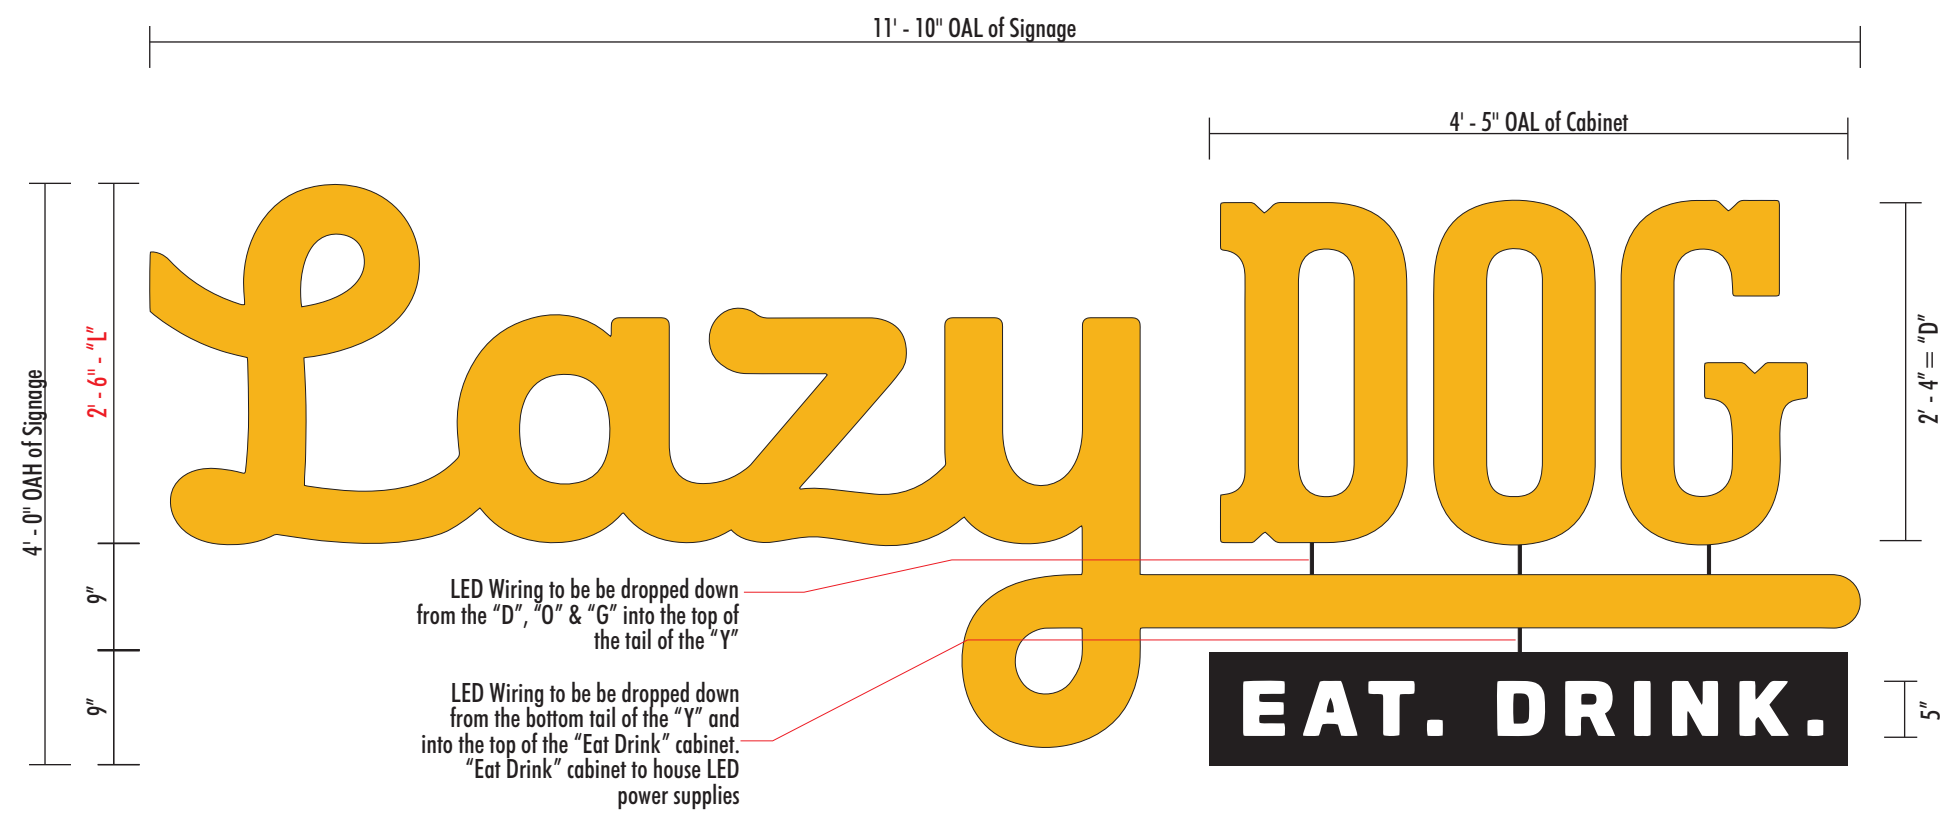 11' - 10" OAL of Signage
4' - 5" OAL of Cabinet
4' - 0" OAH of Signage
2' - 6" - “L”
9”
9”
Lazy DOG
2’ - 4” = “D”
LED Wiring to be be dropped down
from the “D”, “O” & “G” into the top of
the tail of the “Y”
LED Wiring to be be dropped down
from the bottom tail of the “Y” and
into the top of the “Eat Drink” cabinet.
“Eat Drink” cabinet to house LED
power supplies
EAT. DRINK.
5”